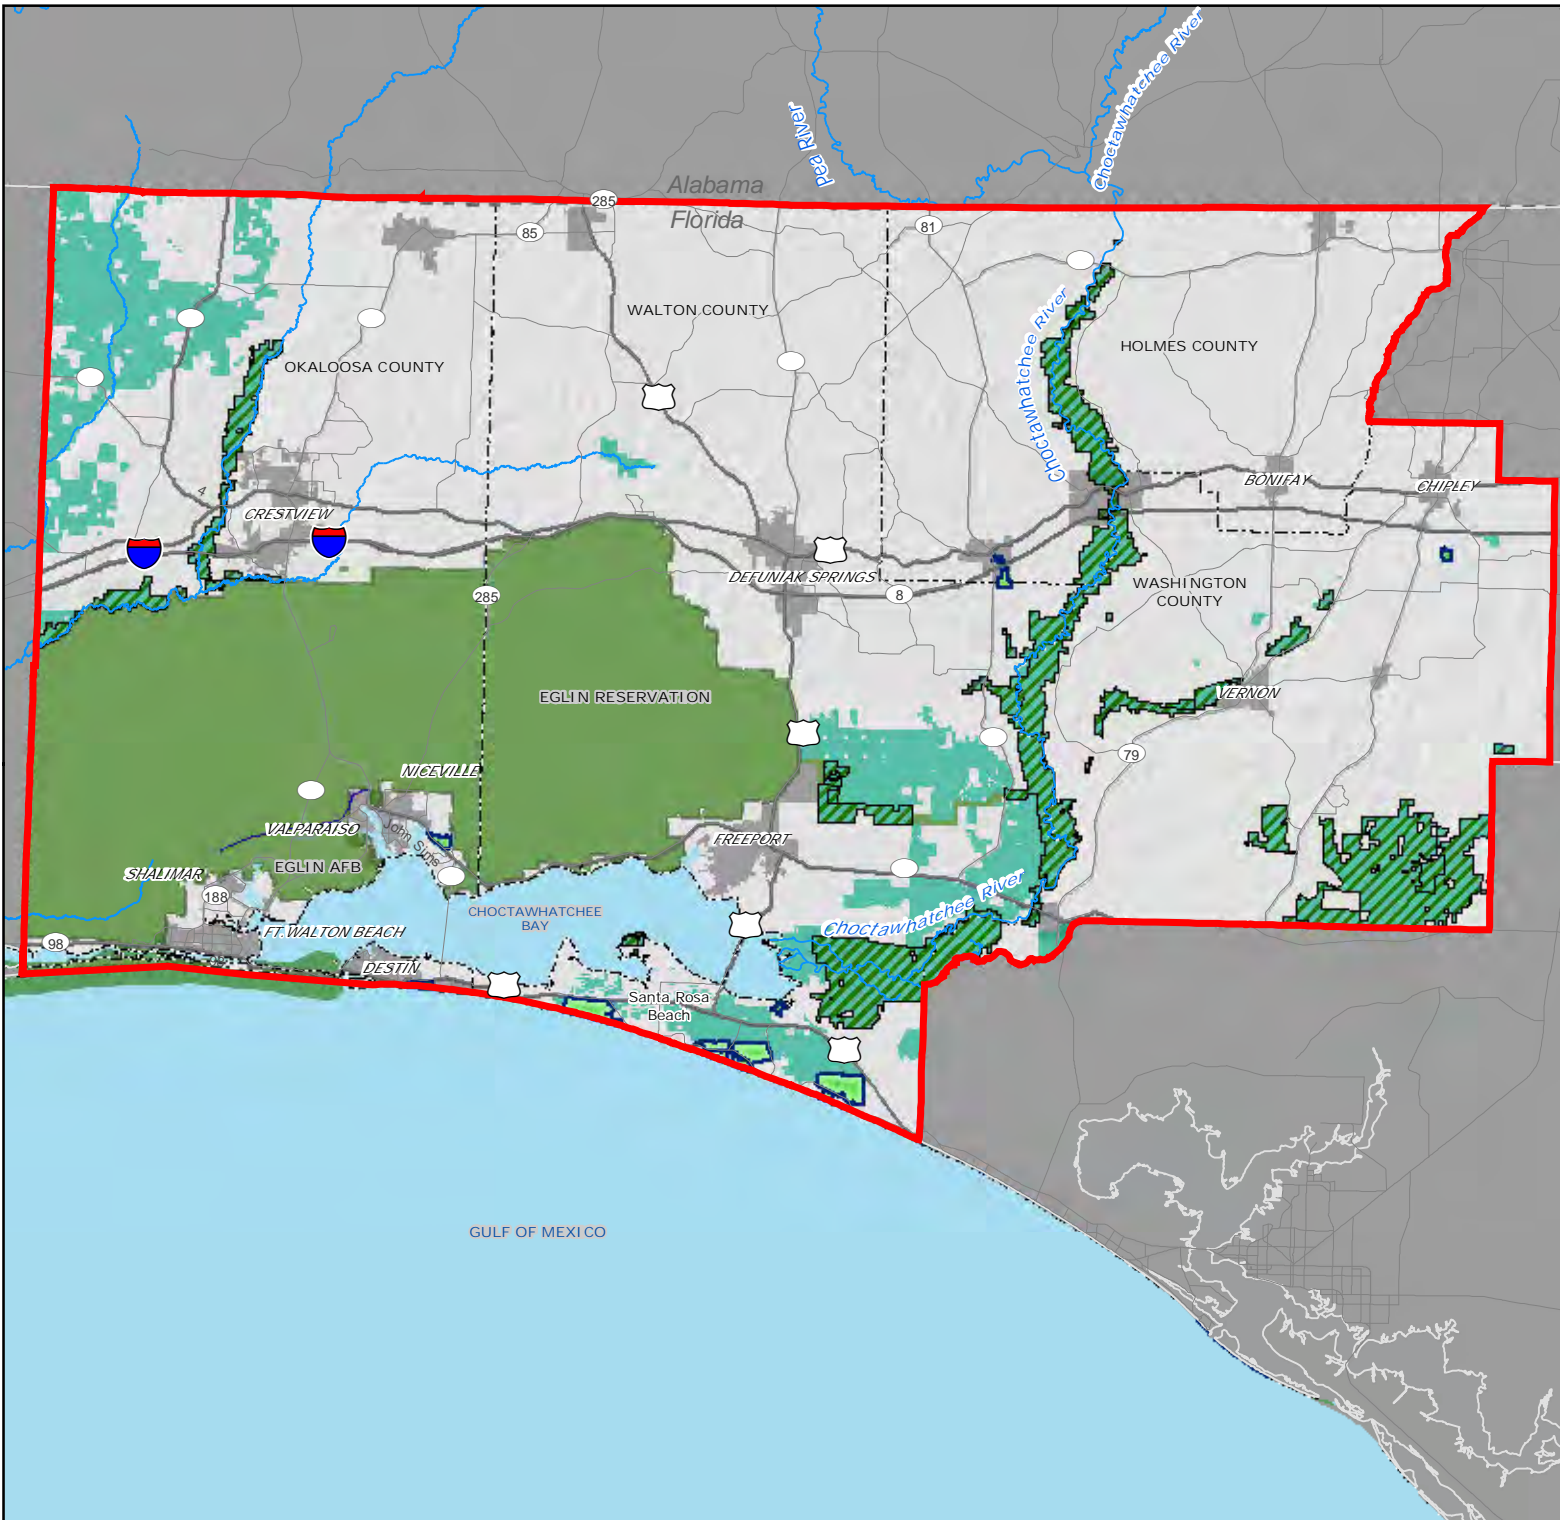 Choctawhatchee River
Pea River
Alabama
Florida
285
85
81
WALTON COUNTY
HOLMES COUNTY
OKALOOSA COUNTY
Choctawhatchee River
4
CRESTVIEW
BONIFAY
CHIPLEY
DEFUNIAK SPRINGS
8
285
WASHINGTON
COUNTY
EGLIN RESERVATION
VERNON
79
NICEVILLE
VALPARAISO
John Sims
FREEPORT
EGLIN AFB
SHALIMAR
188
Choctawhatchee River
CHOCTAWHATCHEE
BAY
FT. WALTON BEACH
98
DESTIN
Santa Rosa
Beach
GULF OF MEXICO